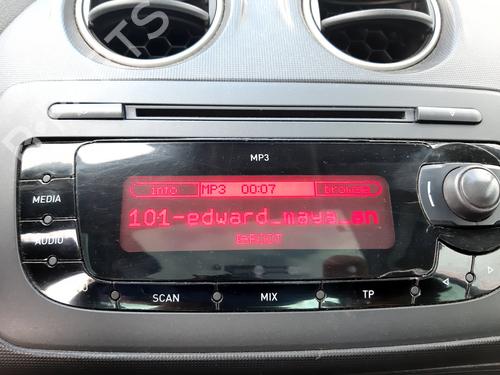 MP3
info MP3 00:07 browse
101-edward_maya_an
MEDIA
AUDIO
SCAN MIX TP